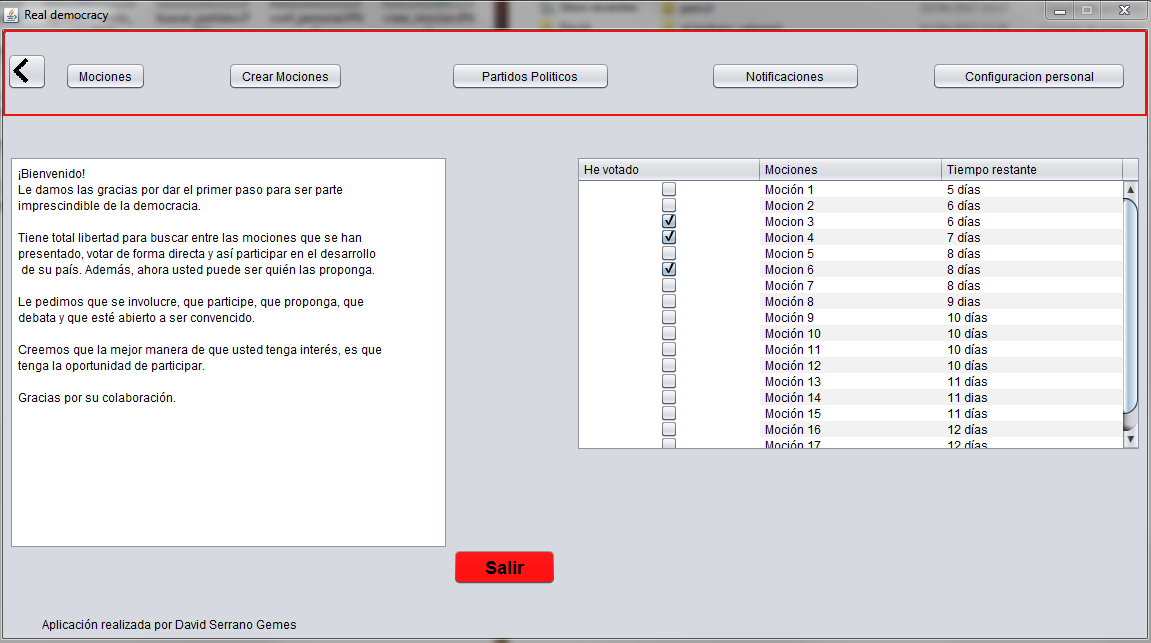 Real democracy
Mociones
Crear Mociones
Partidos Politicos
Notificaciones
Configuracion personal
¡Bienvenido!
Le damos las gracias por dar el primer paso para ser parte
imprescindible de la democracia.
Tiene total libertad para buscar entre las mociones que se han
presentado, votar de forma directa y así participar en el desarrollo
de su país. Además, ahora usted puede ser quién las proponga.
Le pedimos que se involucre, que participe, que proponga, que
debata y que esté abierto a ser convencido.
Creemos que la mejor manera de que usted tenga interés, es que
tenga la oportunidad de participar.
Gracias por su colaboración.
He votado Mociones Tiempo restante
Moción 1 5 días
Mocion 2 6 días
Mocion 3 6 días
Mocion 4 7 días
Mocion 5 8 días
Mocion 6 8 días
Moción 7 8 días
Moción 8 9 dias
Moción 9 10 días
Moción 10 10 días
Moción 11 10 días
Moción 12 10 días
Moción 13 11 días
Moción 14 11 dias
Moción 15 11 días
Moción 16 12 días
Moción 17 12 días
Salir
Aplicación realizada por David Serrano Gemes